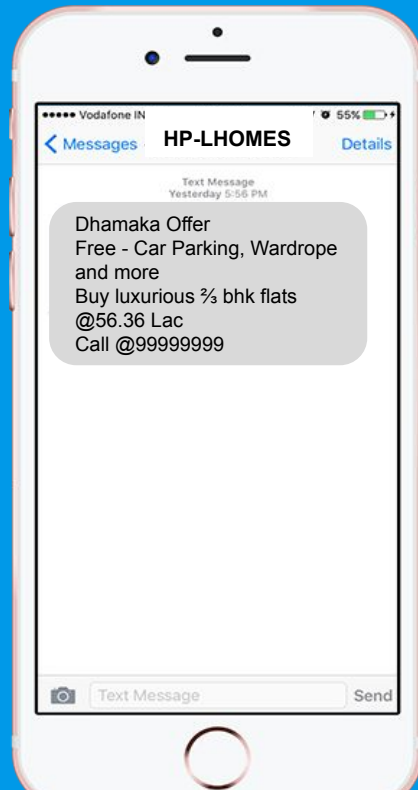 Vodafone IN
55%
Messages
HP-LHOMES
Details
Text Message
Yesterday 5:56 PM
Dhamaka Offer
Free - Car Parking, Wardrope
and more
Buy luxurious ⅔ bhk flats
@56.36 Lac
Call @99999999
Text Message
Send